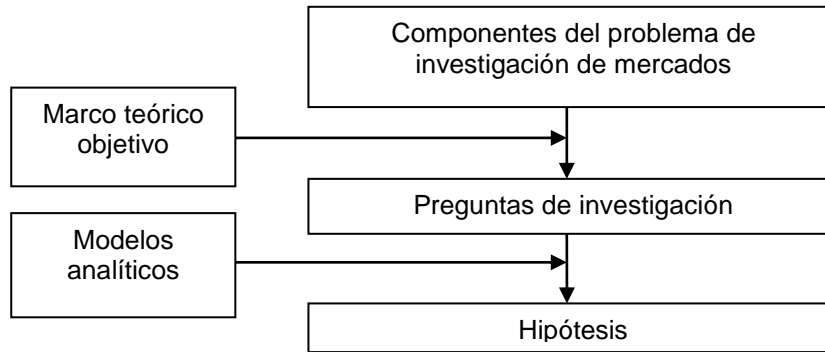 Componentes del problema de
investigación de mercados
Marco teórico
objetivo
Preguntas de investigación
Modelos
analíticos
Hipótesis